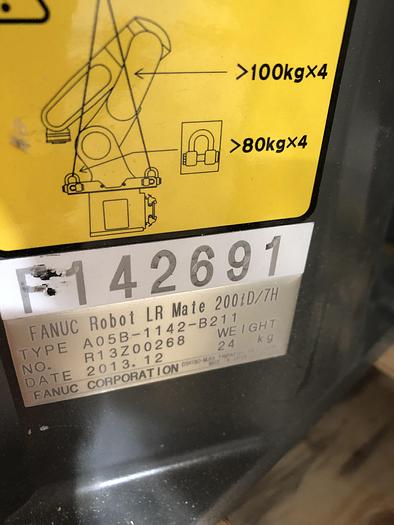 >100kg×4
>80kg×4
F142691
FANUC Robot LR Mate 200iD/7H
TYPE A05B-1142-B211
NO. R13Z00268 WEIGHT
DATE 2013.12 24 kg
FANUC CORPORATION